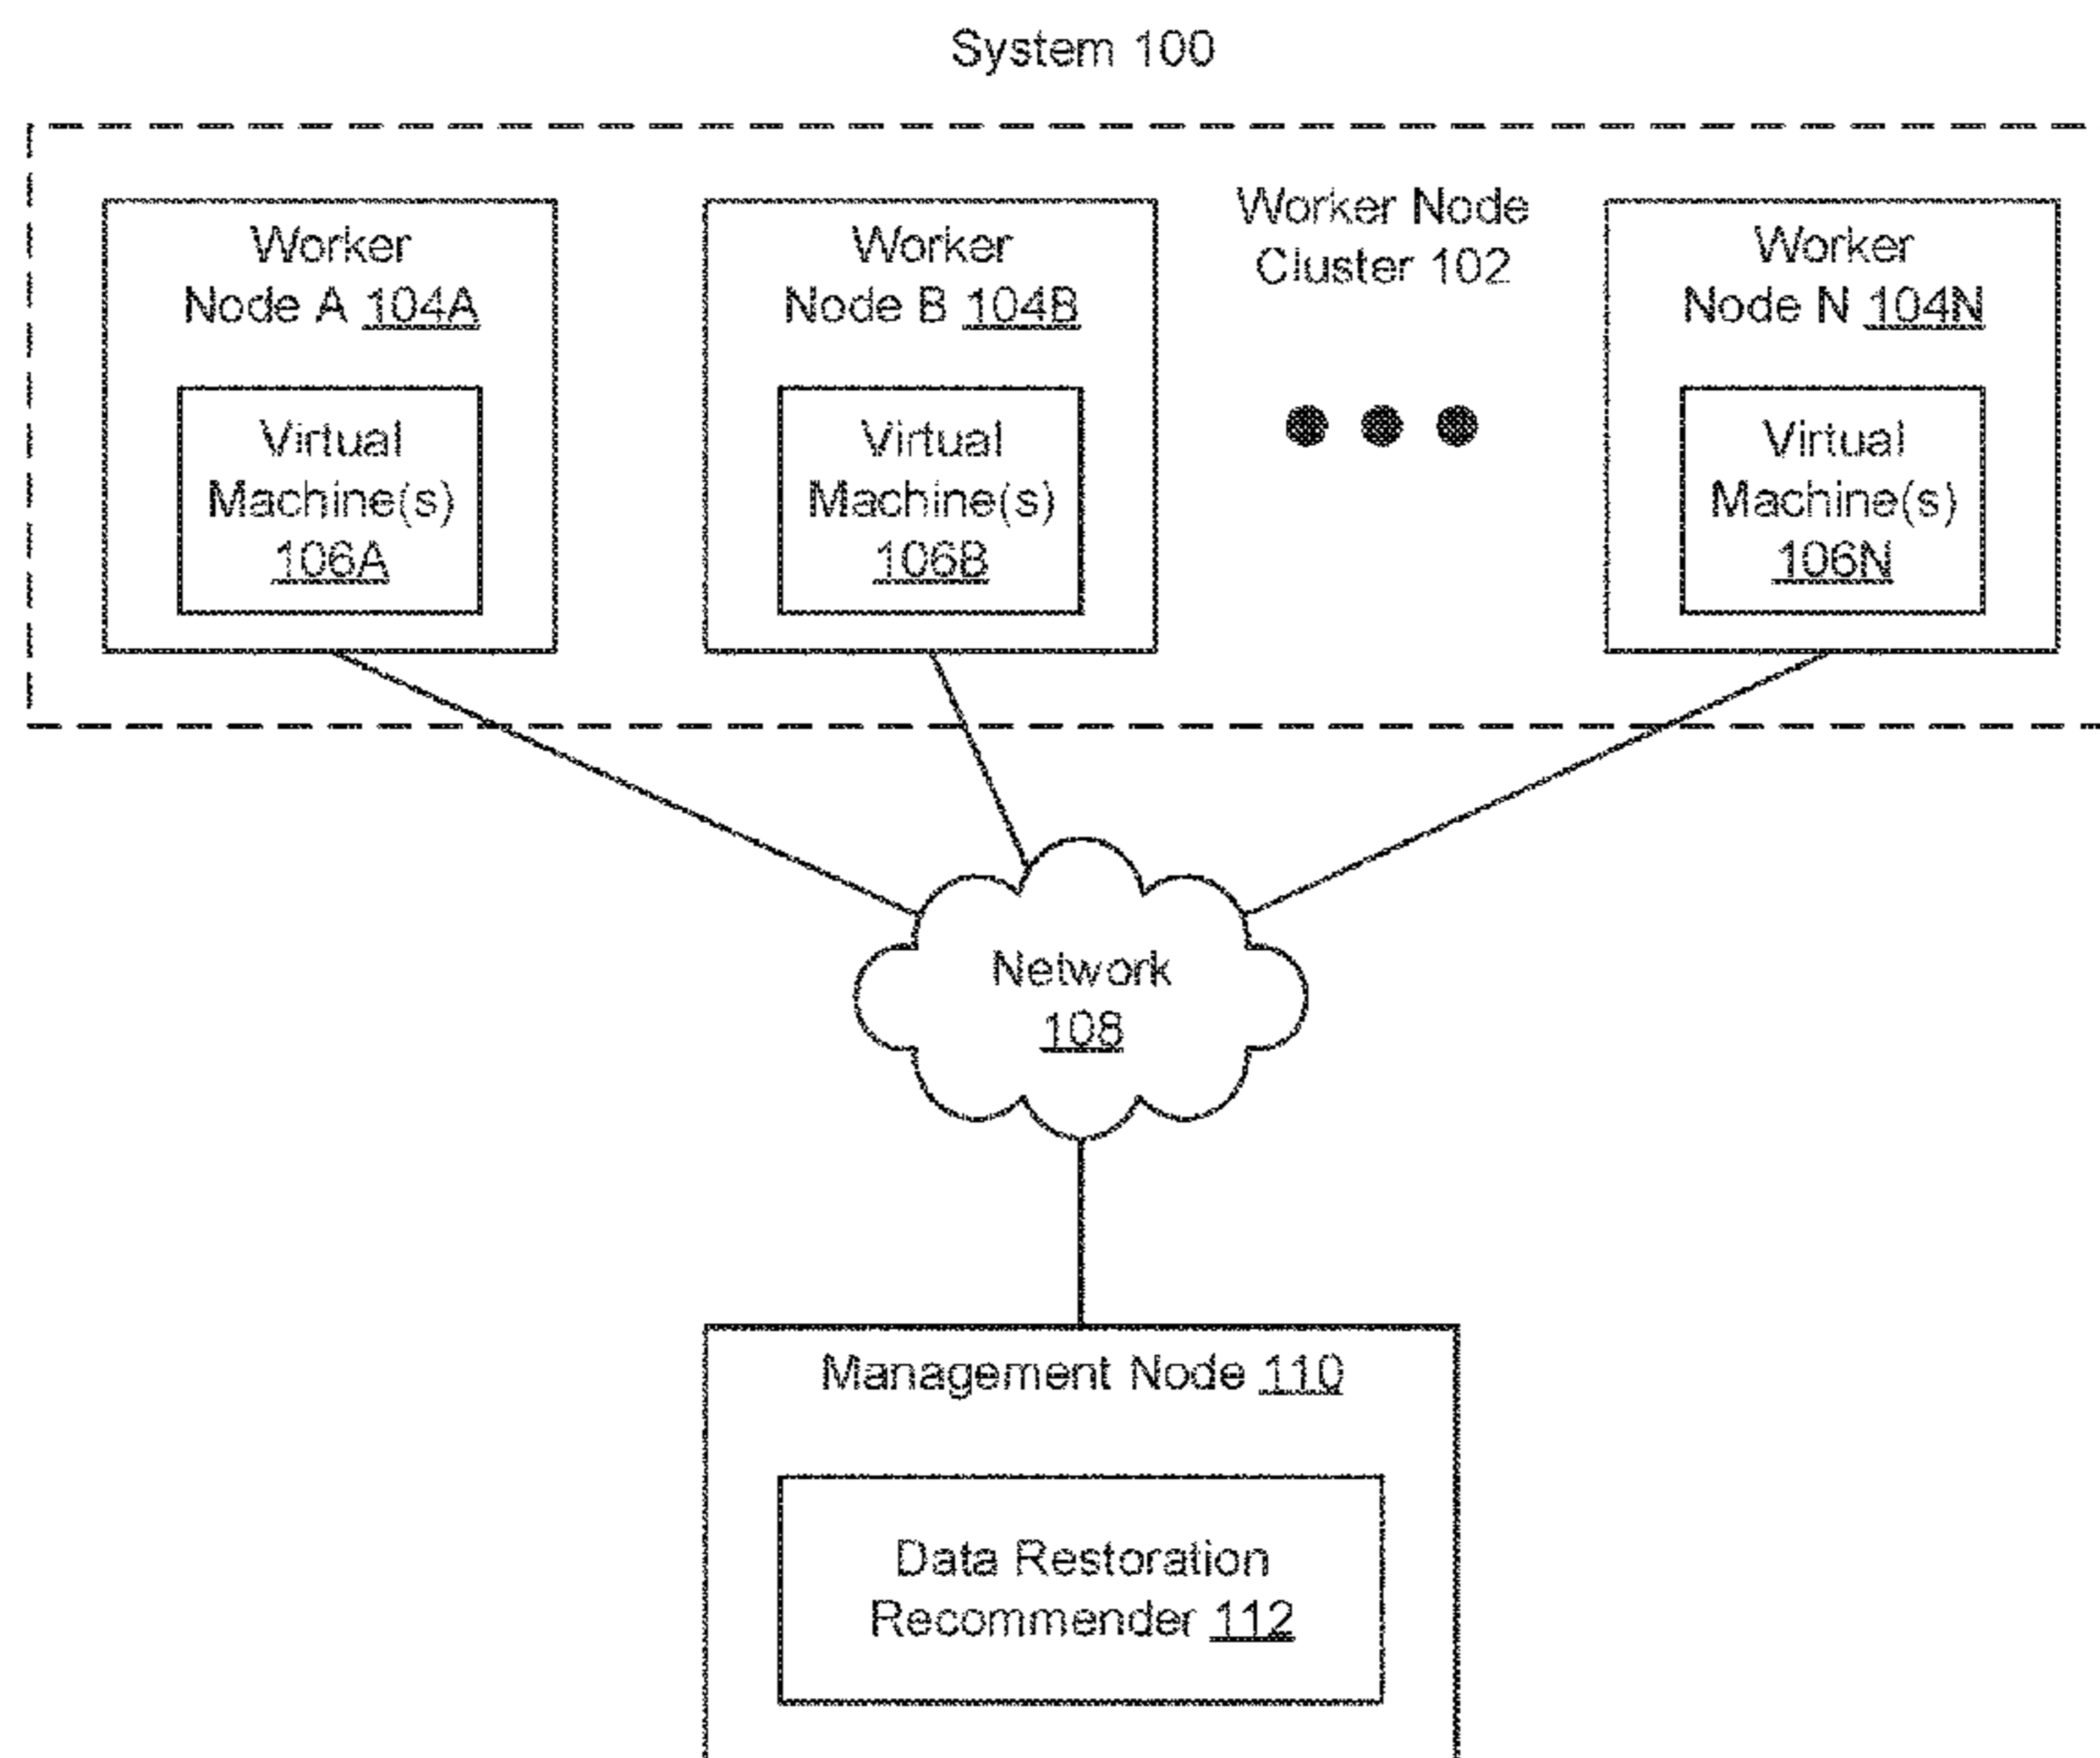 System 100
Worker
Node A 104A
Virtual
Machine(s)
106A
Worker
Node B 104B
Virtual
Machine(s)
106B
Worker Node
Cluster 102
Worker
Node N 104N
Virtual
Machine(s)
106N
Network
108
Management Node 110
Data Restoration
Recommender 112